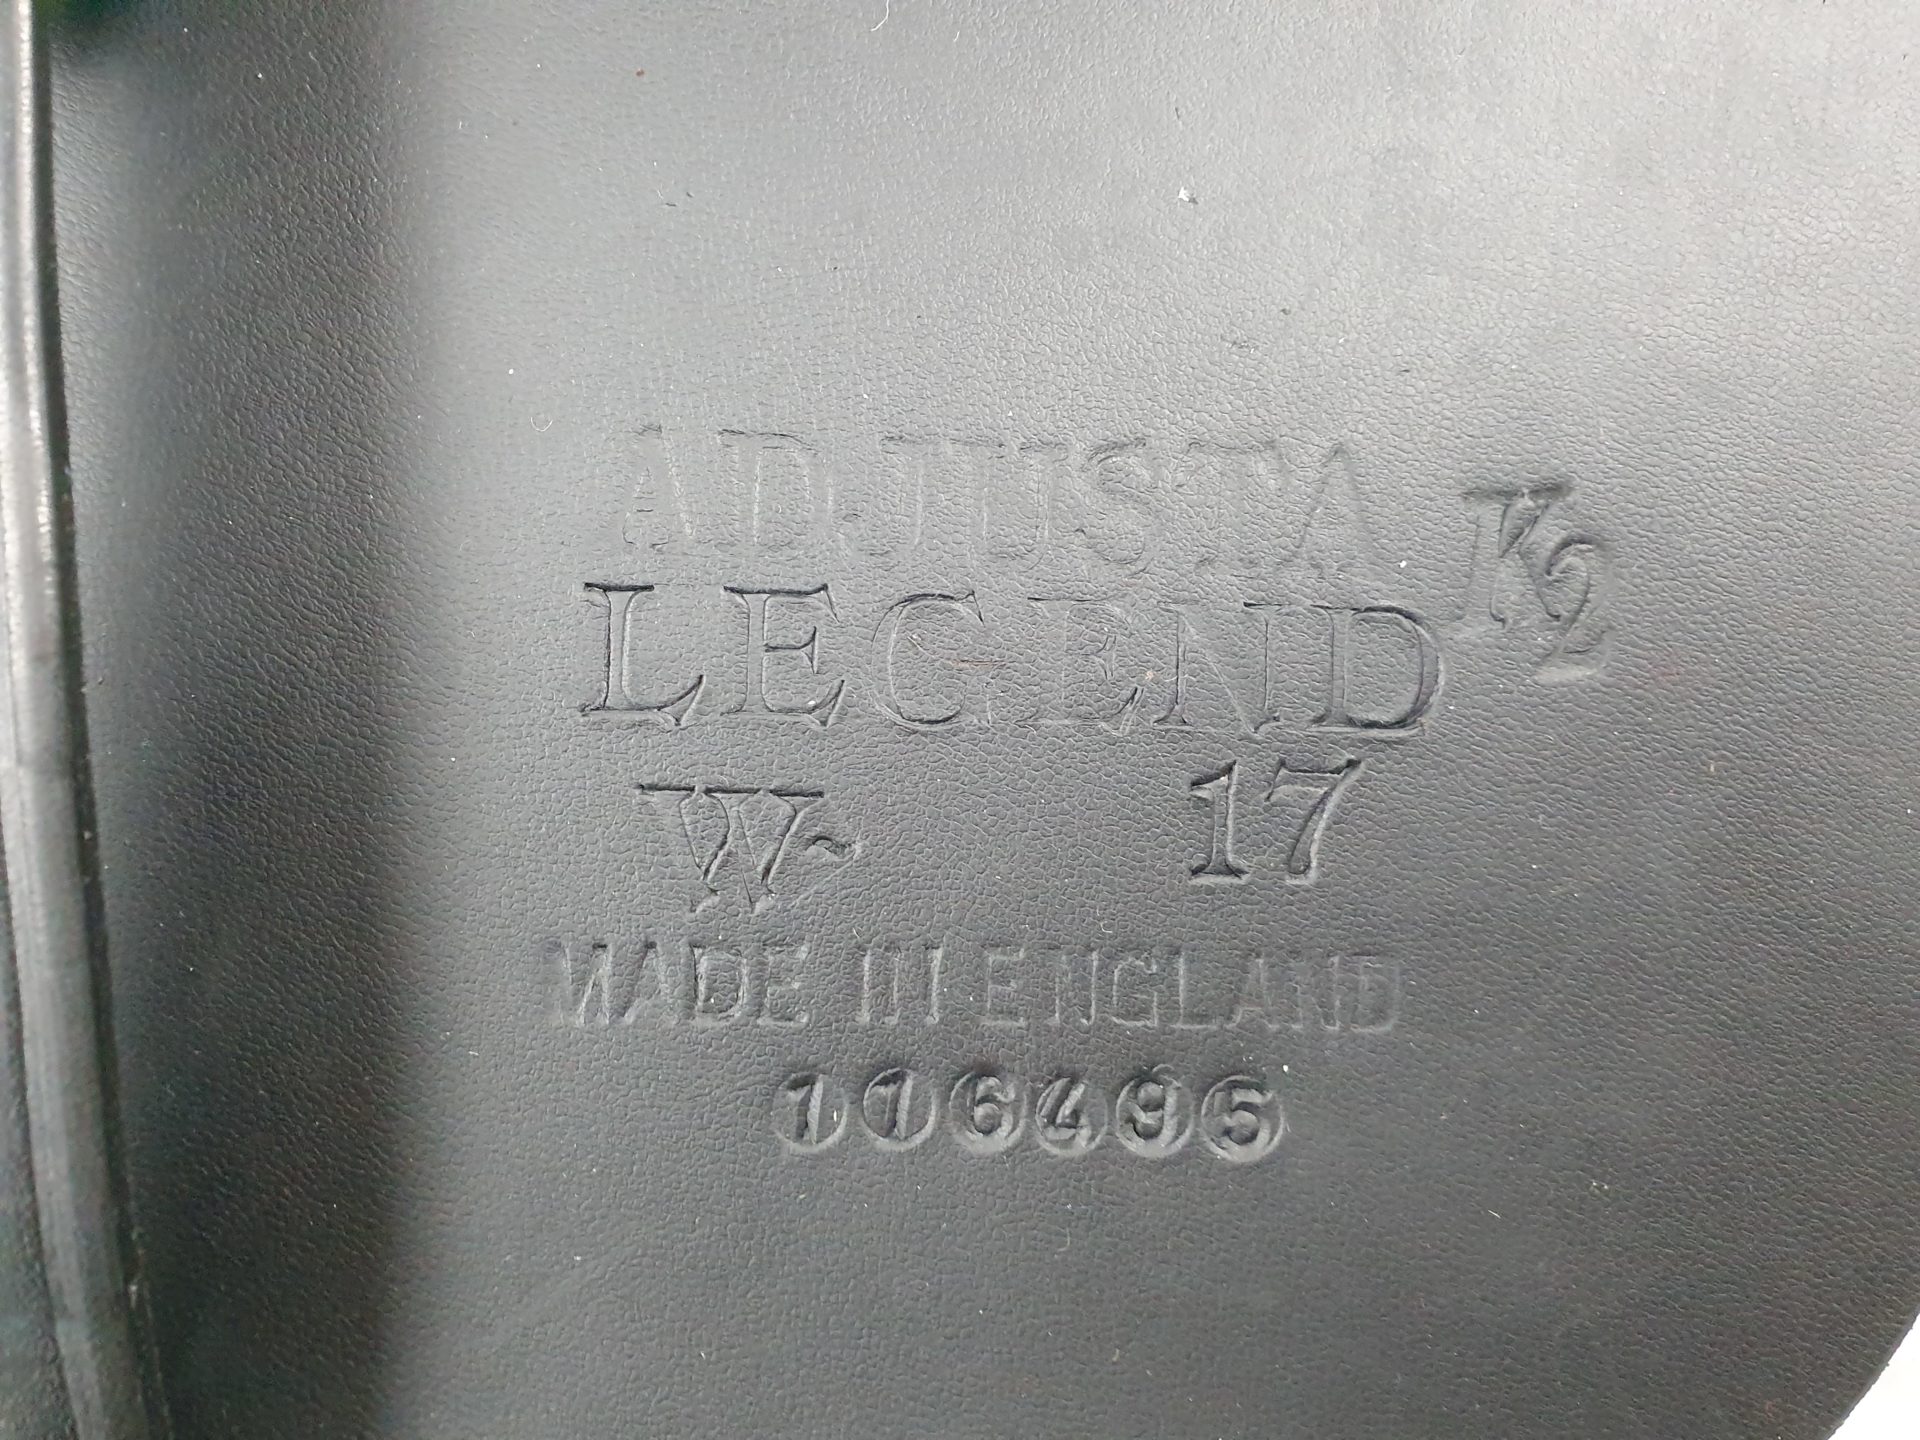 ADJUSTA K2
LEGEND
W~ 17
MADE IN ENGLAND
116495